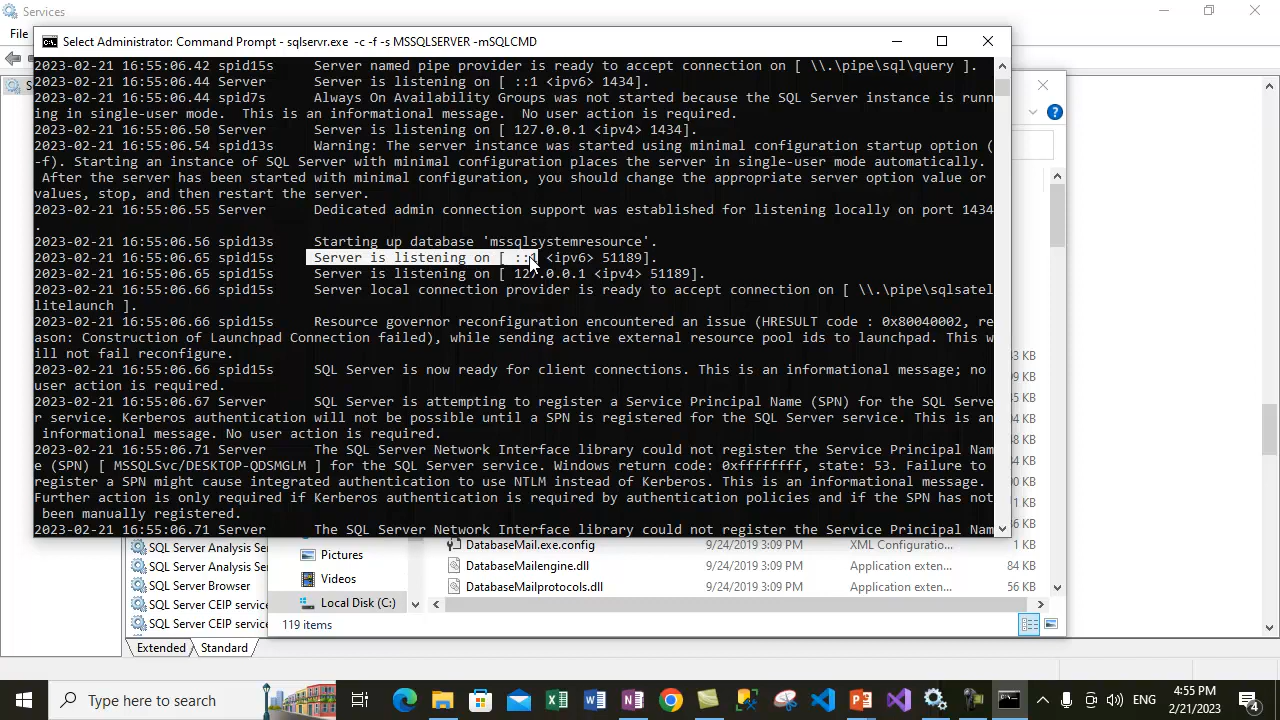 Services
File
Select Administrator: Command Prompt - sqlservr.exe -c -f -s MSSQLSERVER -mSQLCMD
2023-02-21 16:55:06.42 spid15s Server named pipe provider is ready to accept connection on [ \\.\pipe\sql\query ].
2023-02-21 16:55:06.44 Server Server is listening on [ ::1 <ipv6> 1434].
2023-02-21 16:55:06.44 spid7s Always On Availability Groups was not started because the SQL Server instance is runn
ing in single-user mode.  This is an informational message.  No user action is required.
2023-02-21 16:55:06.50 Server Server is listening on [ 127.0.0.1 <ipv4> 1434].
2023-02-21 16:55:06.54 spid13s Warning: The server instance was started using minimal configuration startup option (
-f). Starting an instance of SQL Server with minimal configuration places the server in single-user mode automatically.
After the server has been started with minimal configuration, you should change the appropriate server option value or
values, stop, and then restart the server.
2023-02-21 16:55:06.55 Server Dedicated admin connection support was established for listening locally on port 1434
.
2023-02-21 16:55:06.56 spid13s Starting up database 'mssqlsystemresource'.
2023-02-21 16:55:06.65 spid15s Server is listening on [ ::1 <ipv6> 51189].
2023-02-21 16:55:06.65 spid15s Server is listening on [ 127.0.0.1 <ipv4> 51189].
2023-02-21 16:55:06.66 spid15s Server local connection provider is ready to accept connection on [ \\.\pipe\sqlsatel
litelaunch ].
2023-02-21 16:55:06.66 spid15s Resource governor reconfiguration encountered an issue (HRESULT code : 0x80040002, re
ason: Construction of Launchpad Connection failed), while sending active external resource pool ids to launchpad. This w
ill not fail reconfigure.
2023-02-21 16:55:06.66 spid15s SQL Server is now ready for client connections. This is an informational message; no
user action is required.
2023-02-21 16:55:06.67 Server SQL Server is attempting to register a Service Principal Name (SPN) for the SQL Serve
r service. Kerberos authentication will not be possible until a SPN is registered for the SQL Server service. This is an
informational message. No user action is required.
2023-02-21 16:55:06.71 Server The SQL Server Network Interface library could not register the Service Principal Nam
e (SPN) [ MSSQLSvc/DESKTOP-QDSMGLM ] for the SQL Server service. Windows return code: 0xffffffff, state: 53. Failure to
register a SPN might cause integrated authentication to use NTLM instead of Kerberos. This is an informational message.
Further action is only required if Kerberos authentication is required by authentication policies and if the SPN has not
been manually registered.
2023-02-21 16:55:06.71 Server The SQL Server Network Interface library could not register the Service Principal Nam
SQL Server Analysis Se
SQL Server Analysis Se
SQL Server Browser
SQL Server CEIP service
SQL Server CEIP service
Extended
Standard
Pictures
Videos
Local Disk (C:)
119 items
DatabaseMail.exe.config 9/24/2019 3:09 PM XML Configuratio... 1 KB
DatabaseMailengine.dll 9/24/2019 3:09 PM Application exten... 84 KB
DatabaseMailprotocols.dll 9/24/2019 3:09 PM Application exten... 56 KB
Type here to search
ENG
4:55 PM
2/21/2023
4